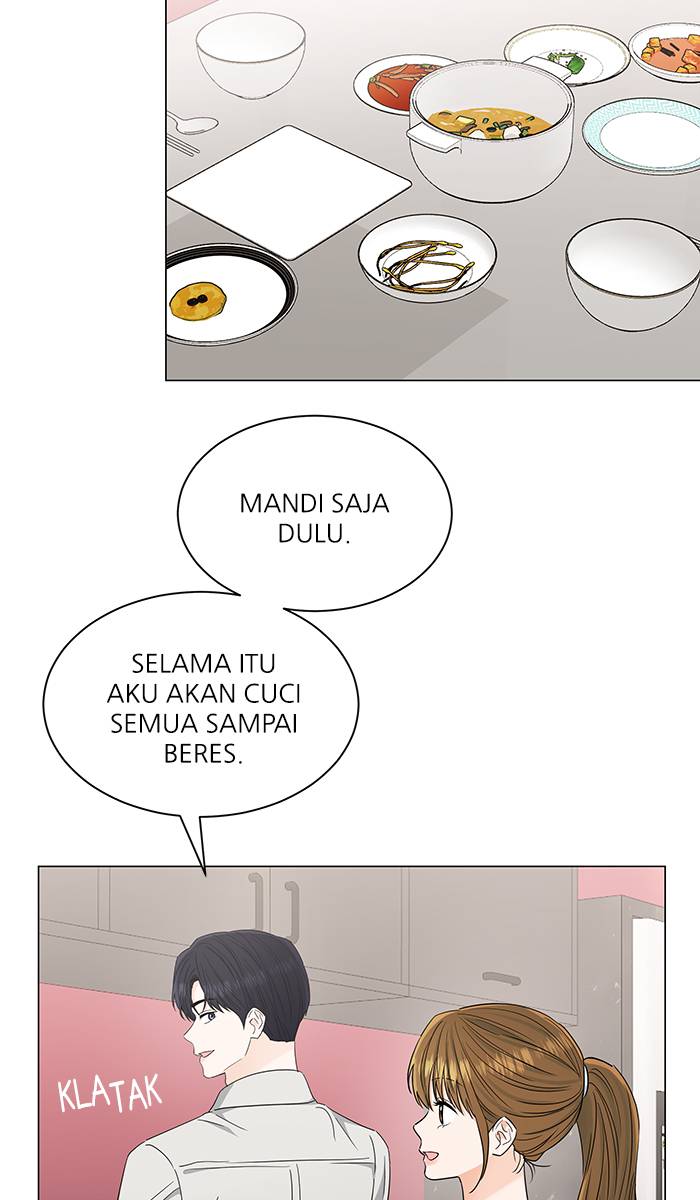 MANDI SAJA
DULU.
SELAMA ITU
AKU AKAN CUCI
SEMUA SAMPAI
BERES.
KLATAK